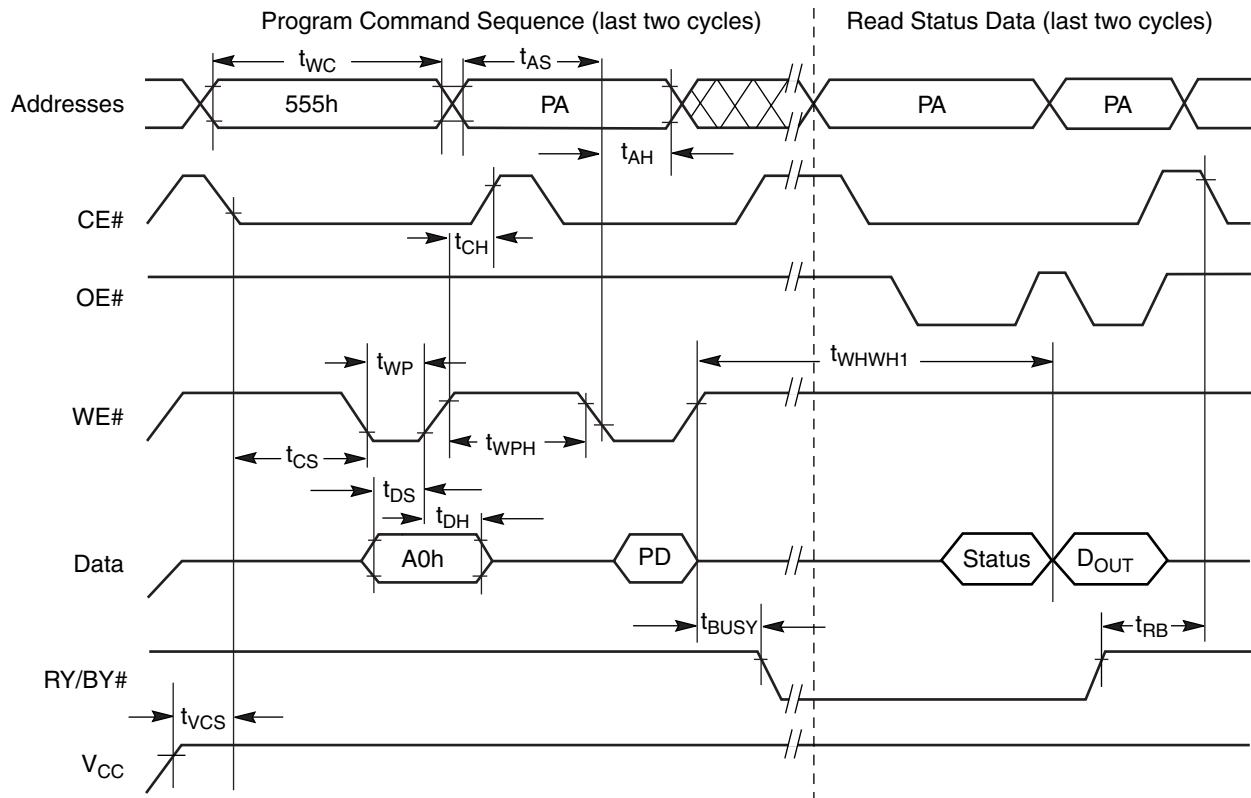 Program Command Sequence (last two cycles)
Read Status Data (last two cycles)
tWC
tAS
Addresses
555h
PA
PA
PA
tAH
CE#
tCH
OE#
tWP
tWHWH1
WE#
tCS
tWPH
tDS
tDH
Data
A0h
PD
Status
DOUT
tBUSY
tRB
RY/BY#
tVCS
VCC